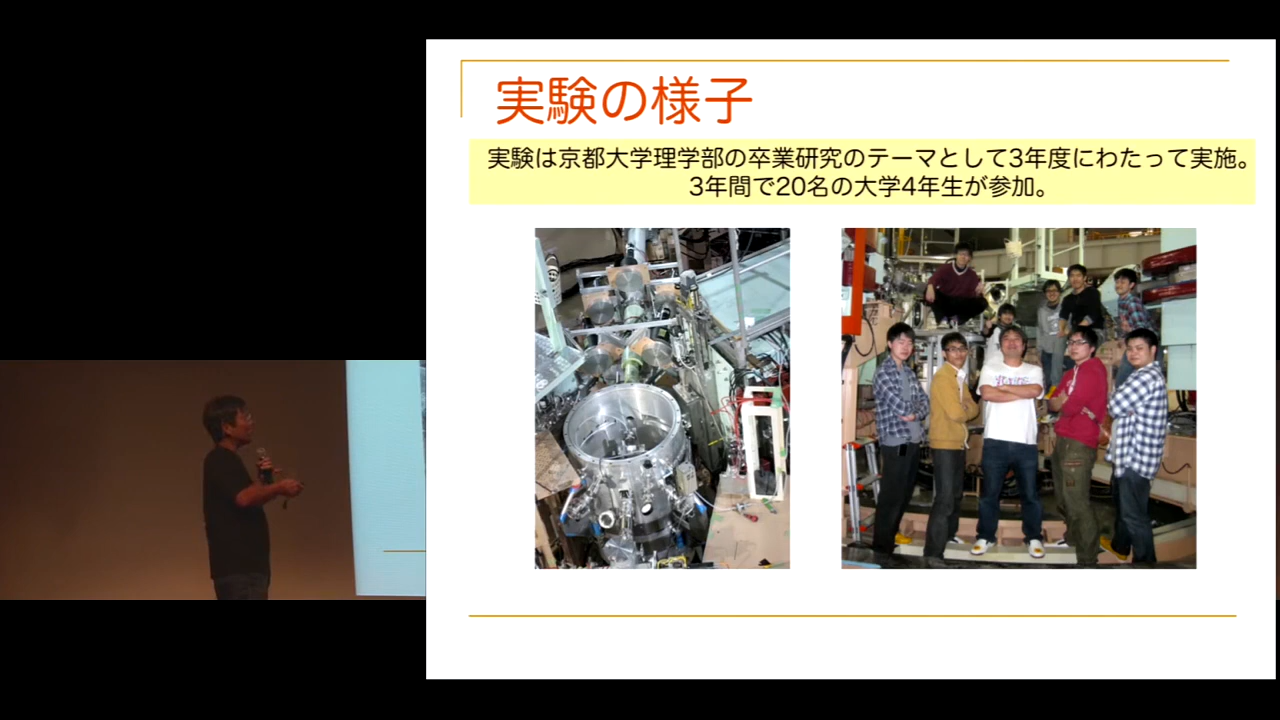 実験の様子
実験は京都大学理学部の卒業研究のテーマとして3年度にわたって実施。
3年間で20名の大学4年生が参加。